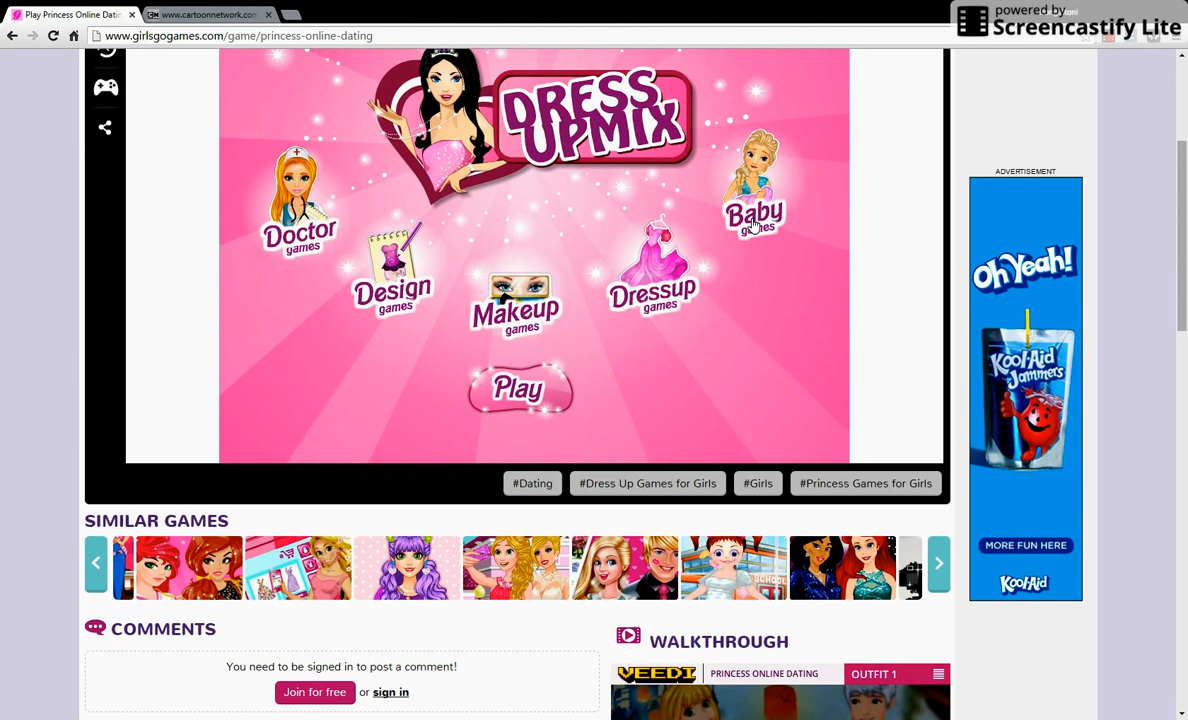 Play Princess Online Datin
www.cartoonnetwork.com
powered by
Screencastify Lite
www.girlsgogames.com/game/princess-online-dating
DRESS
UPMIX
Doctor
games
Design
games
Makeup
games
Dressup
games
Baby
games
Play
#Dating
#Dress Up Games for Girls
#Girls
#Princess Games for Girls
ADVERTISEMENT
Oh Yeah!
Kool-Aid
Jammers
MORE FUN HERE
Kool-Aid
SIMILAR GAMES
SCHOOL
COMMENTS
You need to be signed in to post a comment!
Join for free or sign in
WALKTHROUGH
VEEDI PRINCESS ONLINE DATING OUTFIT 1